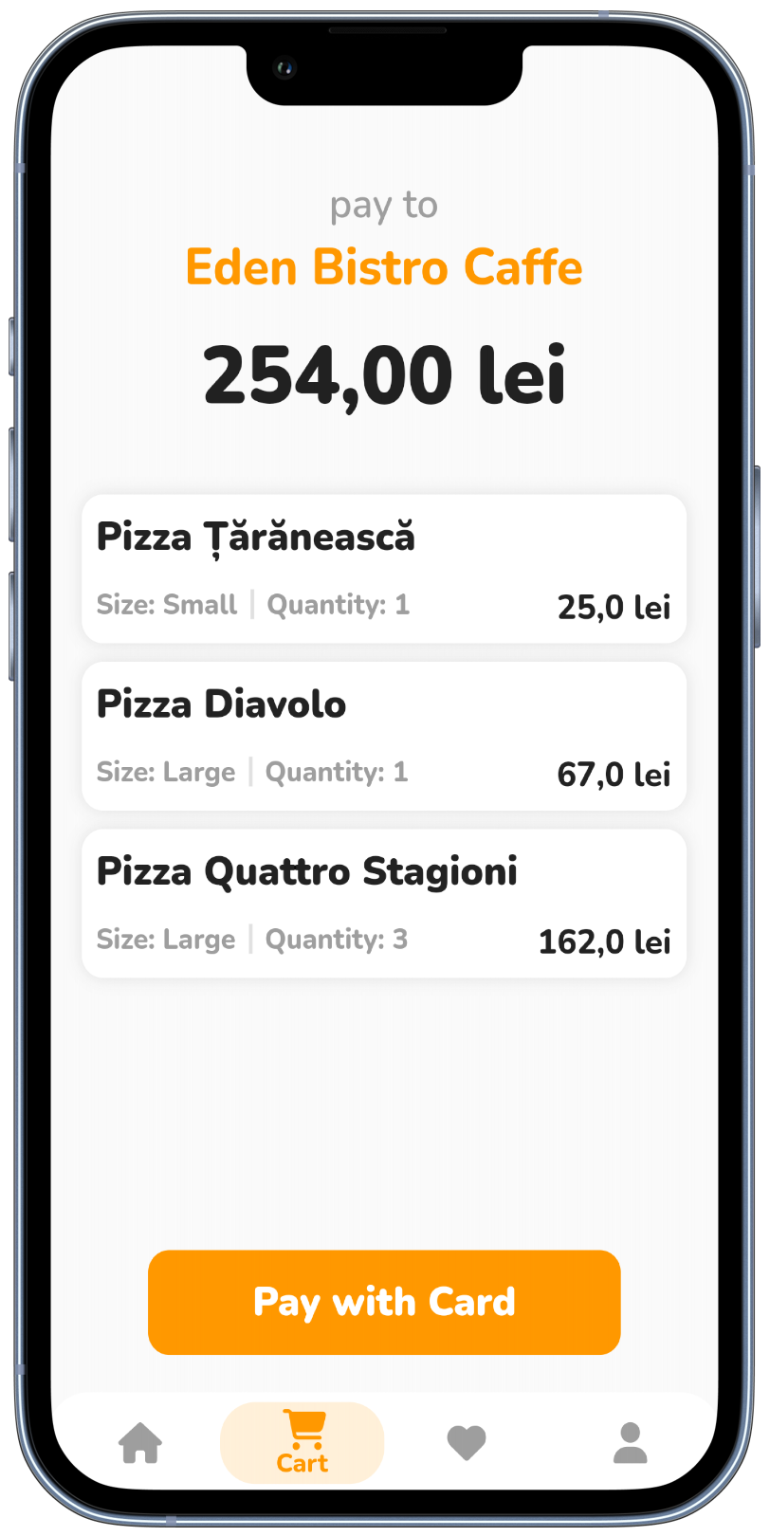 pay to
Eden Bistro Caffe
254,00 lei
Pizza Țărănească
Size: Small | Quantity: 1
25,0 lei
Pizza Diavolo
Size: Large | Quantity: 1
67,0 lei
Pizza Quattro Stagioni
Size: Large | Quantity: 3
162,0 lei
Pay with Card
Cart